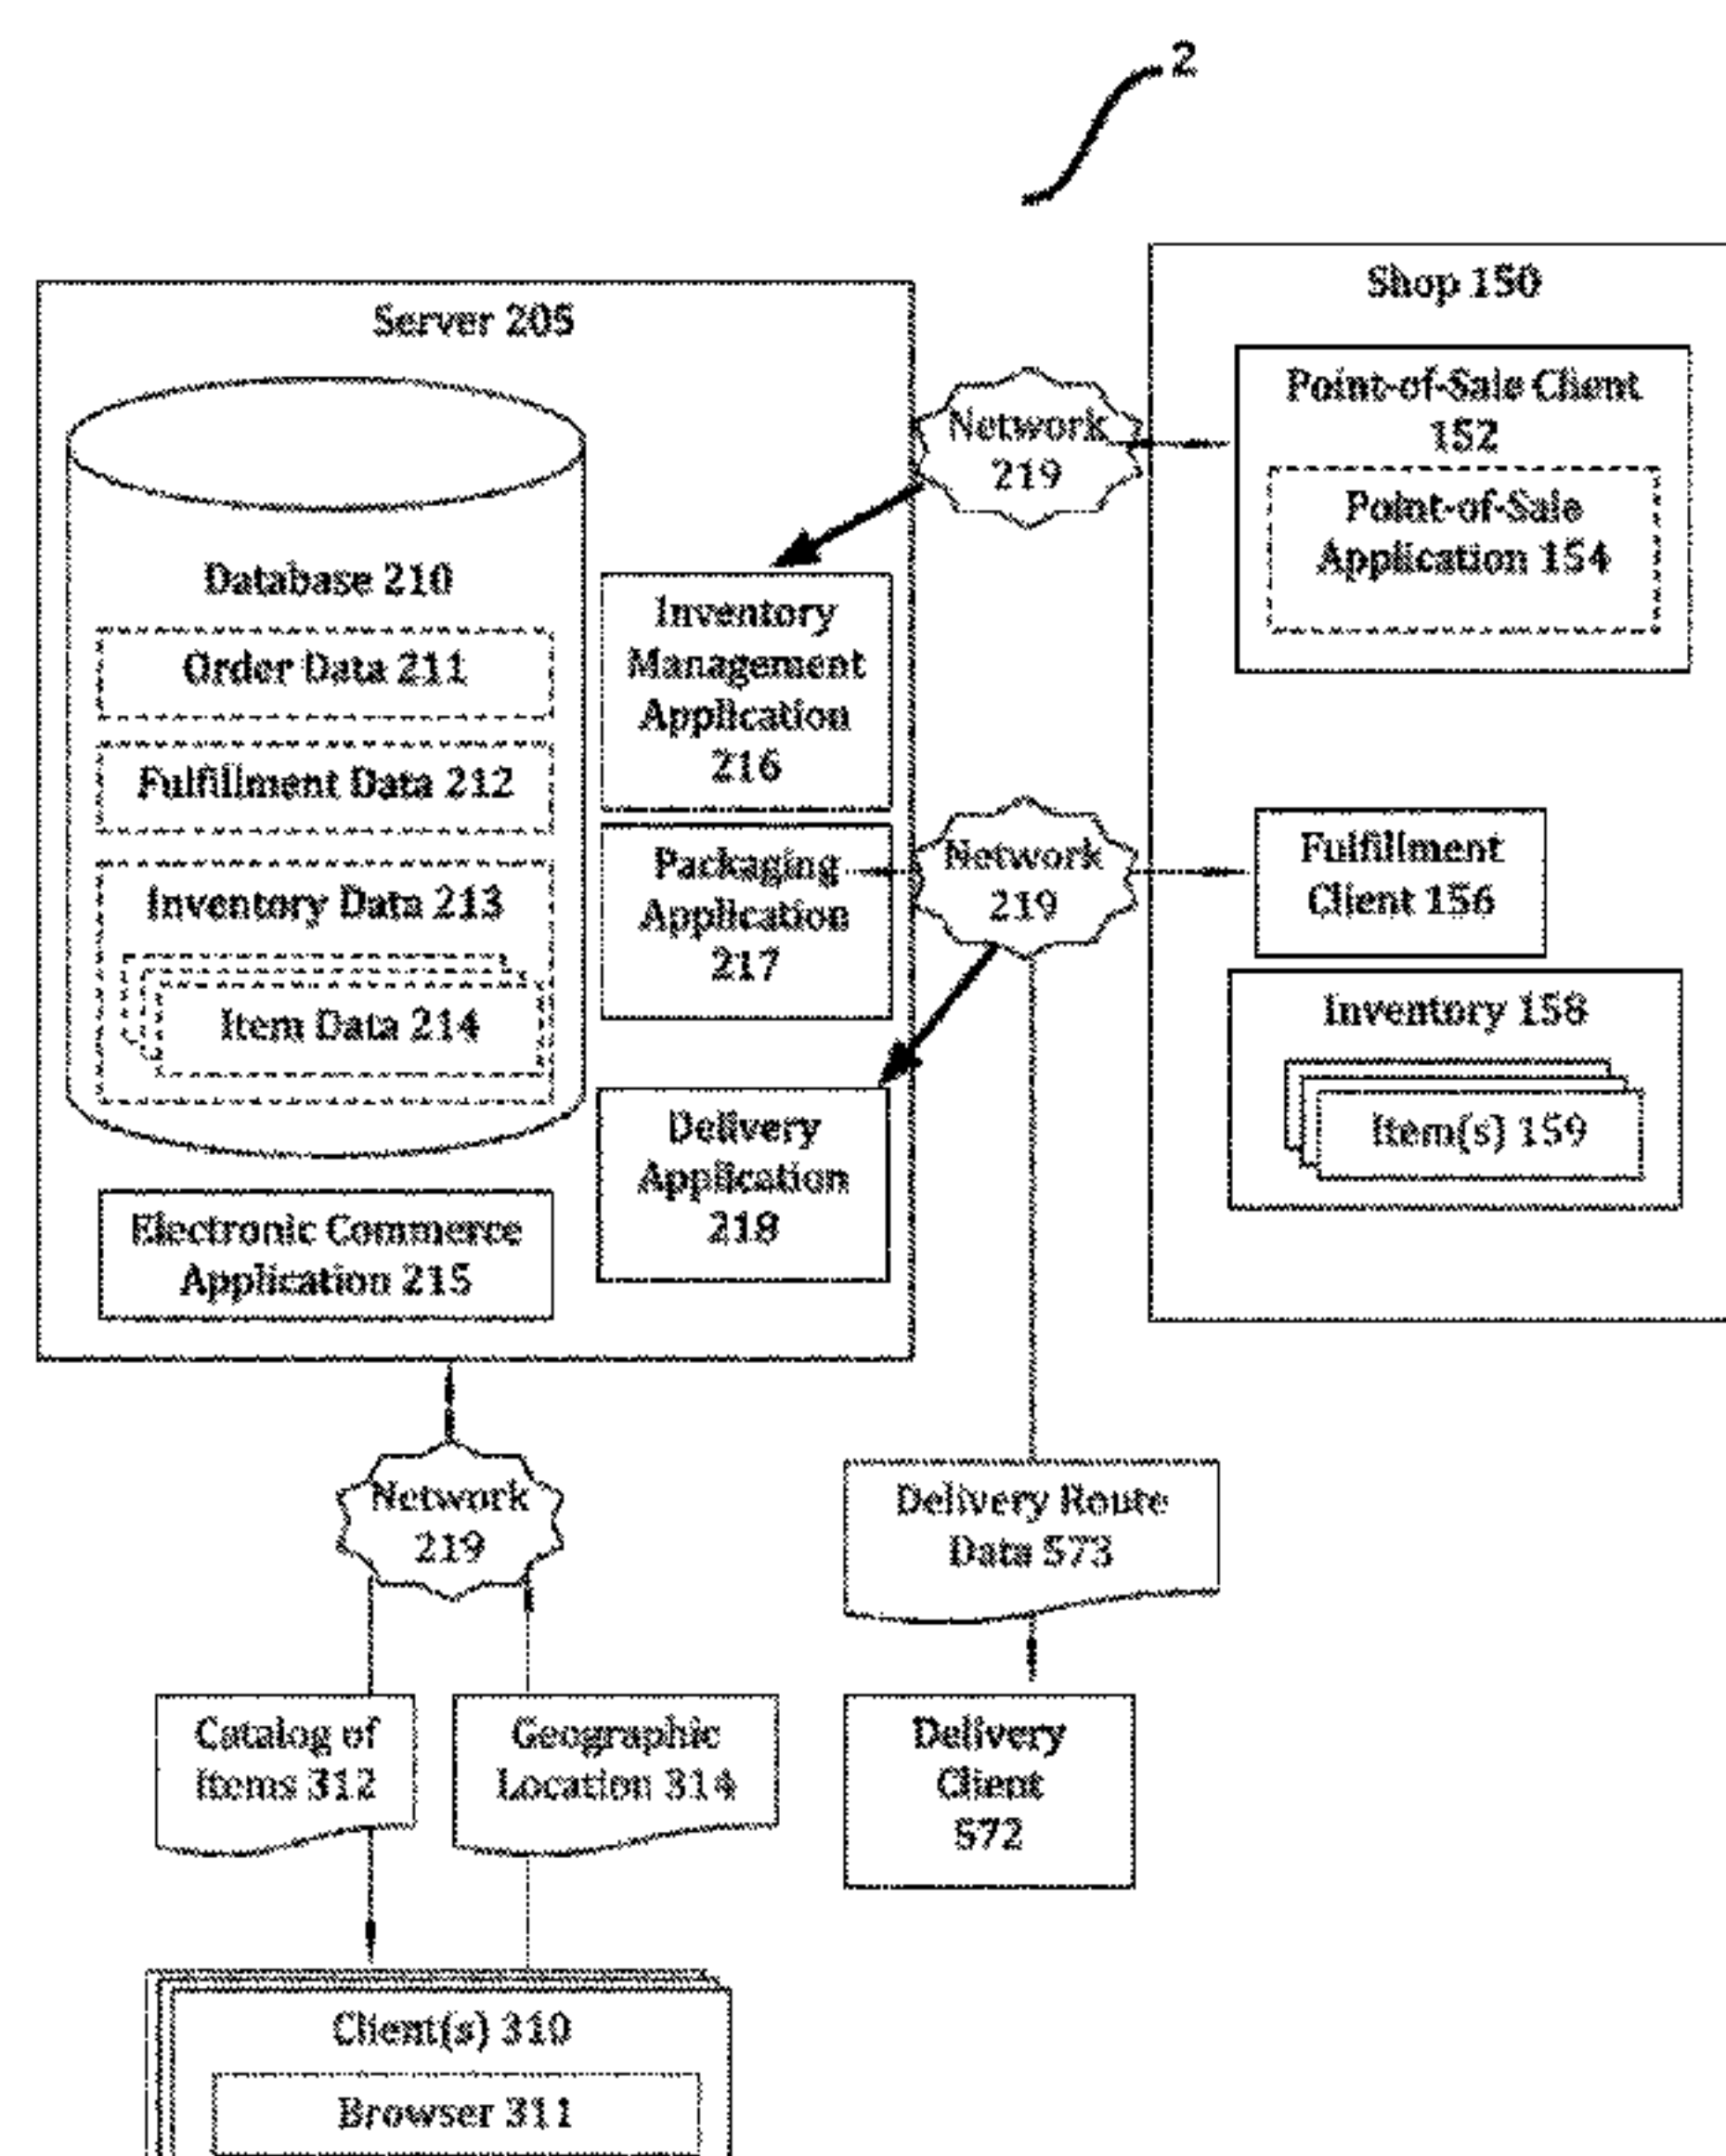 2
Server 205
Database 210
Order Data 211
Fulfillment Data 212
Inventory Data 213
Item Data 214
Electronic Commerce
Application 215
Inventory
Management
Application
216
Packaging
Application
217
Delivery
Application
218
Network
219
Network
219
Shop 150
Point-of-Sale Client
152
Point-of-Sale
Application 154
Fulfillment
Client 156
Inventory 158
Item(s) 159
Network
219
Delivery Route
Data 573
Catalog of
Items 312
Geographic
Location 314
Delivery
Client
572
Client(s) 310
Browser 311